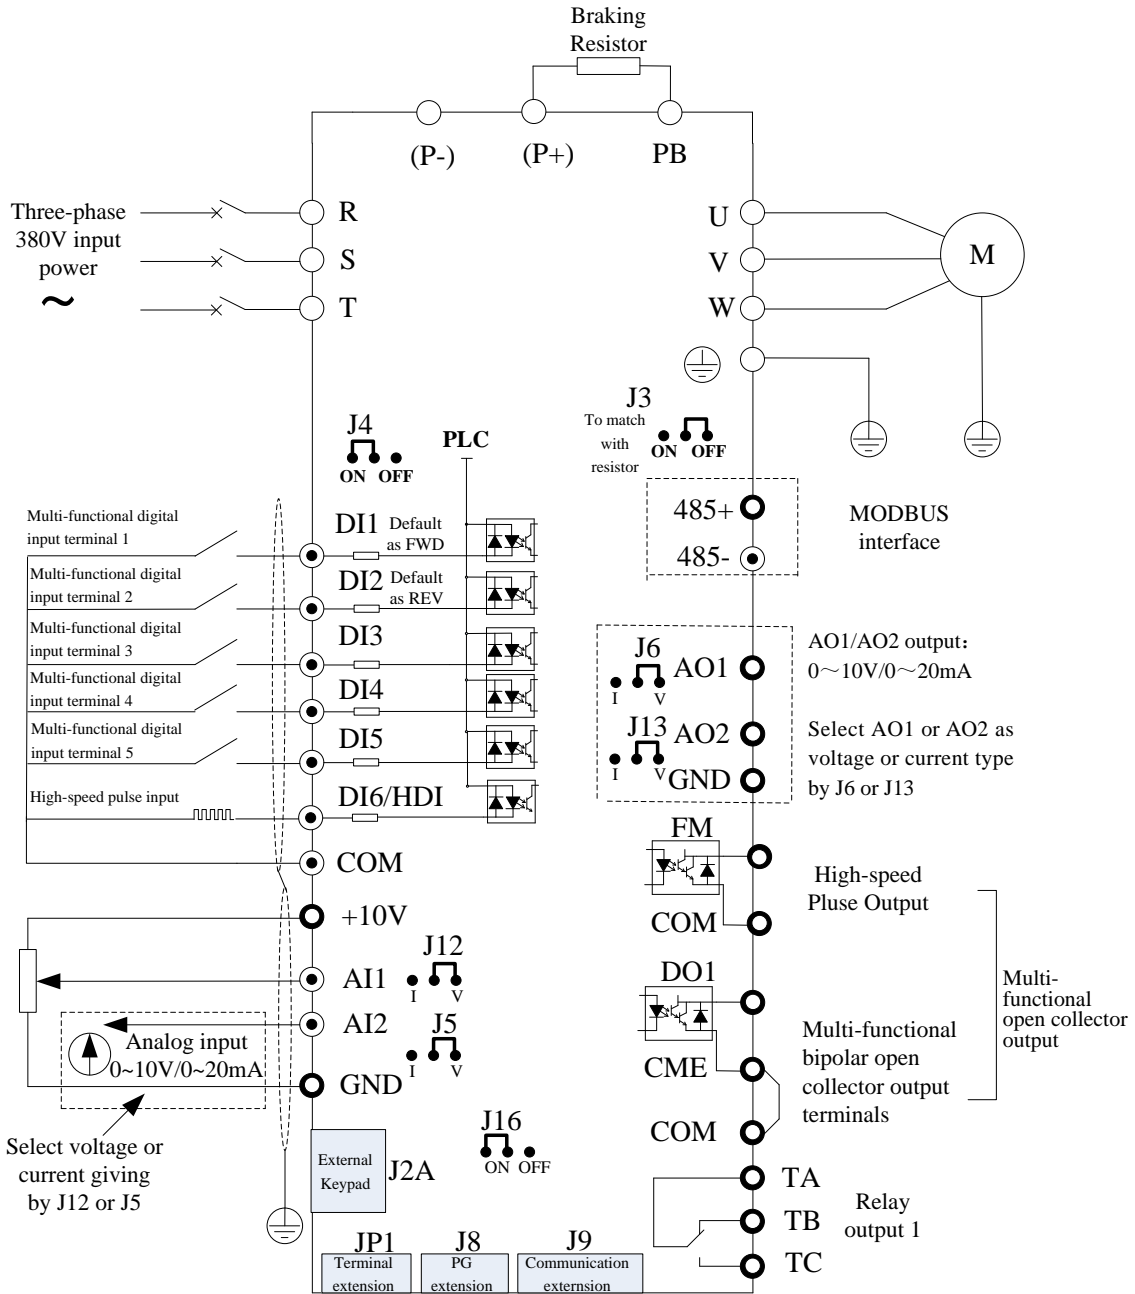 Braking
Resistor
(P-)
(P+)
PB
Three-phase
380V input
power
~
R
S
T
U
V
W
M
J4
ON OFF
PLC
J3
To match
with
resistor
ON OFF
485+
485-
MODBUS
interface
Multi-functional digital
input terminal 1
DI1 Default
as FWD
Multi-functional digital
input terminal 2
DI2 Default
as REV
Multi-functional digital
input terminal 3
DI3
Multi-functional digital
input terminal 4
DI4
Multi-functional digital
input terminal 5
DI5
High-speed pulse input
DI6/HDI
COM
J6
I V
AO1
J13
I V
AO2
GND
AO1/AO2 output:
0～10V/0～20mA
Select AO1 or AO2 as
voltage or current type
by J6 or J13
FM
COM
High-speed
Pluse Output
+10V
AI1
J12
I V
AI2
J5
I V
Analog input
0~10V/0~20mA
GND
Select voltage or
current giving
by J12 or J5
DO1
CME
COM
Multi-functional
bipolar open
collector output
terminals
Multi-
functional
open collector
output
J16
ON OFF
External
Keypad
J2A
TA
TB
TC
Relay
output 1
JP1
Terminal
extension
J8
PG
extension
J9
Communication
externsion